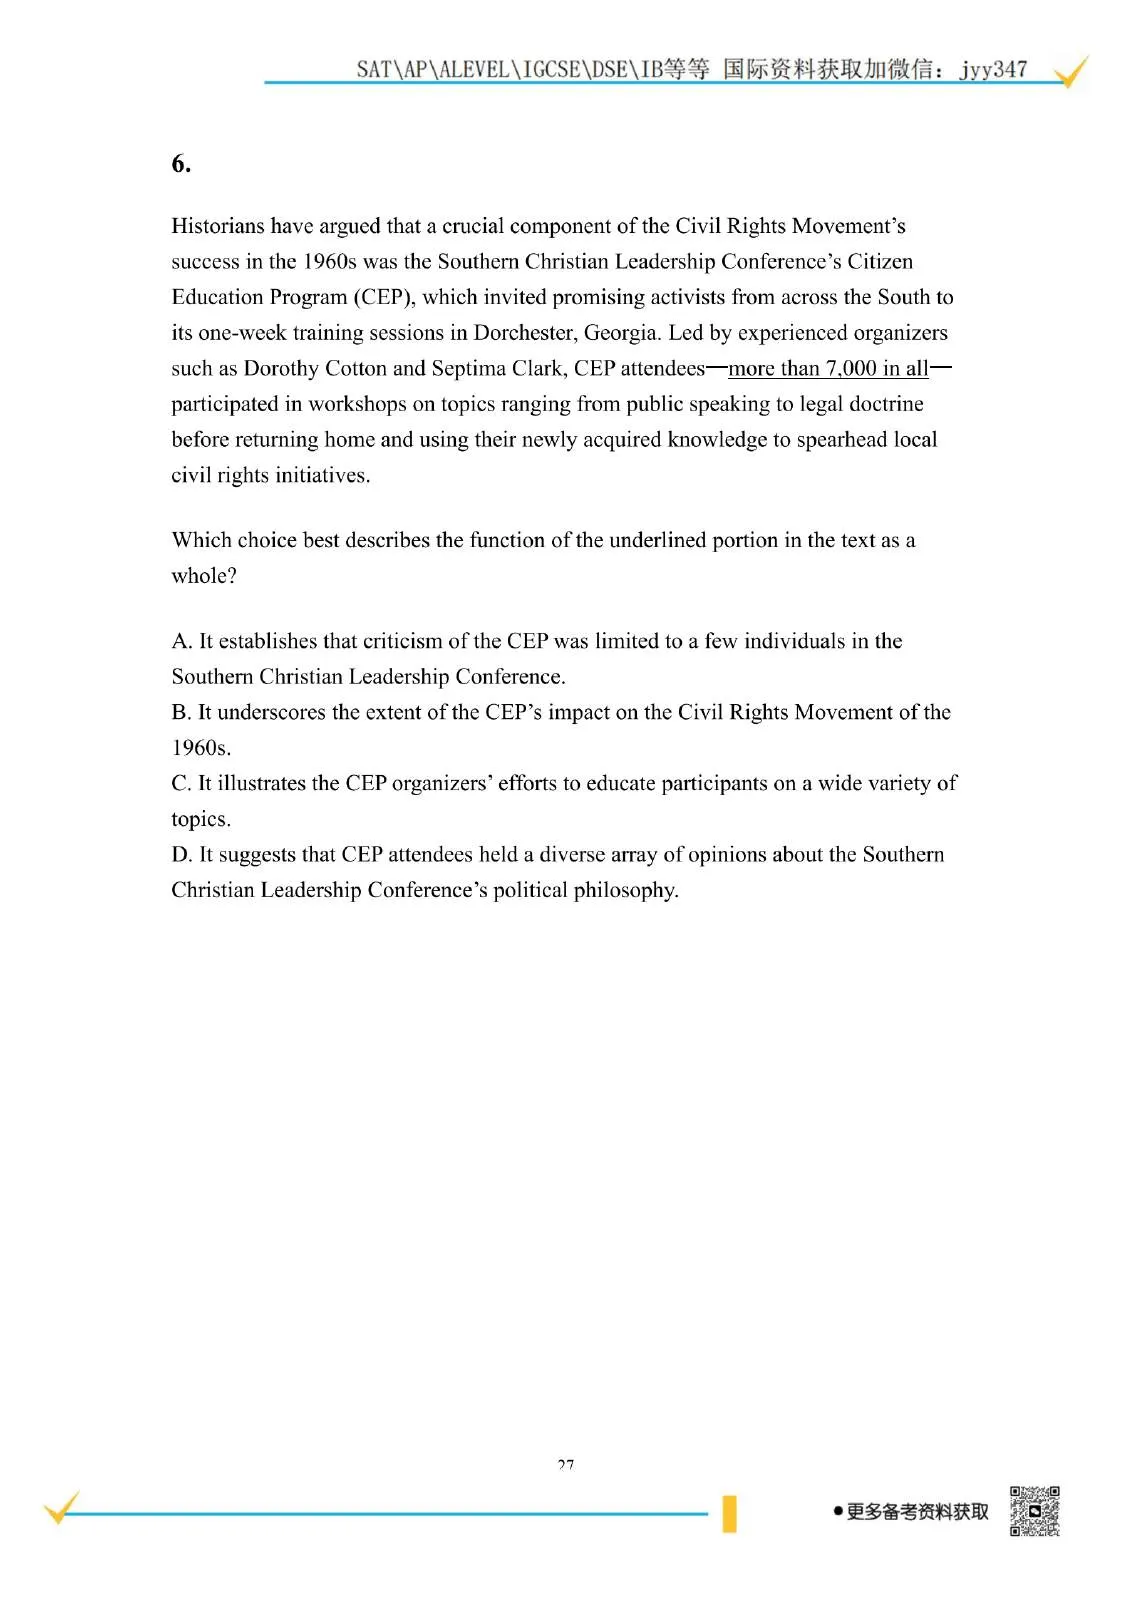 SAT\AP\ALEVEL\IGCSE\DSE\IB等等 国际资料获取加微信：jyy347
6.
Historians have argued that a crucial component of the Civil Rights Movement’s
success in the 1960s was the Southern Christian Leadership Conference’s Citizen
Education Program (CEP), which invited promising activists from across the South to
its one-week training sessions in Dorchester, Georgia. Led by experienced organizers
such as Dorothy Cotton and Septima Clark, CEP attendees—more than 7,000 in all—
participated in workshops on topics ranging from public speaking to legal doctrine
before returning home and using their newly acquired knowledge to spearhead local
civil rights initiatives.
Which choice best describes the function of the underlined portion in the text as a
whole?
A. It establishes that criticism of the CEP was limited to a few individuals in the
Southern Christian Leadership Conference.
B. It underscores the extent of the CEP’s impact on the Civil Rights Movement of the
1960s.
C. It illustrates the CEP organizers’ efforts to educate participants on a wide variety of
topics.
D. It suggests that CEP attendees held a diverse array of opinions about the Southern
Christian Leadership Conference’s political philosophy.
27
●更多备考资料获取